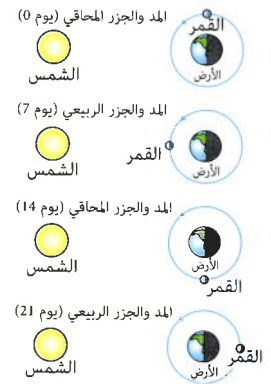 المد والجزر المحاقي (يوم 0)
القمر
الأرض
الشمس
المد والجزر الربيعي (يوم 7)
القمر
الأرض
الشمس
المد والجزر المحاقي (يوم 14)
الأرض
الشمس
القمر
المد والجزر الربيعي (يوم 21)
القمر
الأرض
الشمس